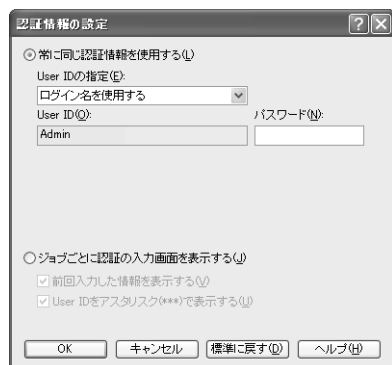 認証情報の設定
常に同じ認証情報を使用する(L)
User IDの指定(E):
ログイン名を使用する
User ID(O): パスワード(N):
Admin
ジョブごとに認証の入力画面を表示する(J)
前回入力した情報を表示する(V)
User IDをアスタリスク(***)で表示する(U)
OK キャンセル 標準に戻す(D) ヘルプ(H)